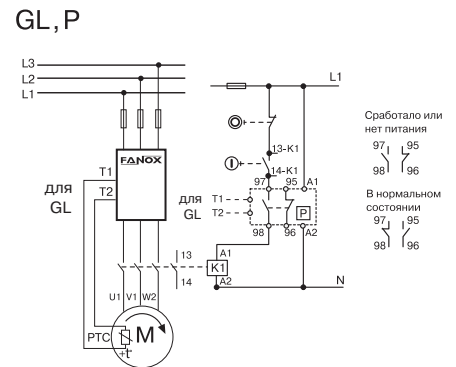 GL,P
L3
L2
L1
L1
13-K1
14-K1
97 95 A1
FANOX
T1
T2
для
GL
для
GL
T1
T2
P
98 96 A2
13
14
A1
K1
A2
N
U1 V1 W2
PTC
M
+t°
Сработало или
нет питания
97 95
98 96
В нормальном
состоянии
97 95
98 96